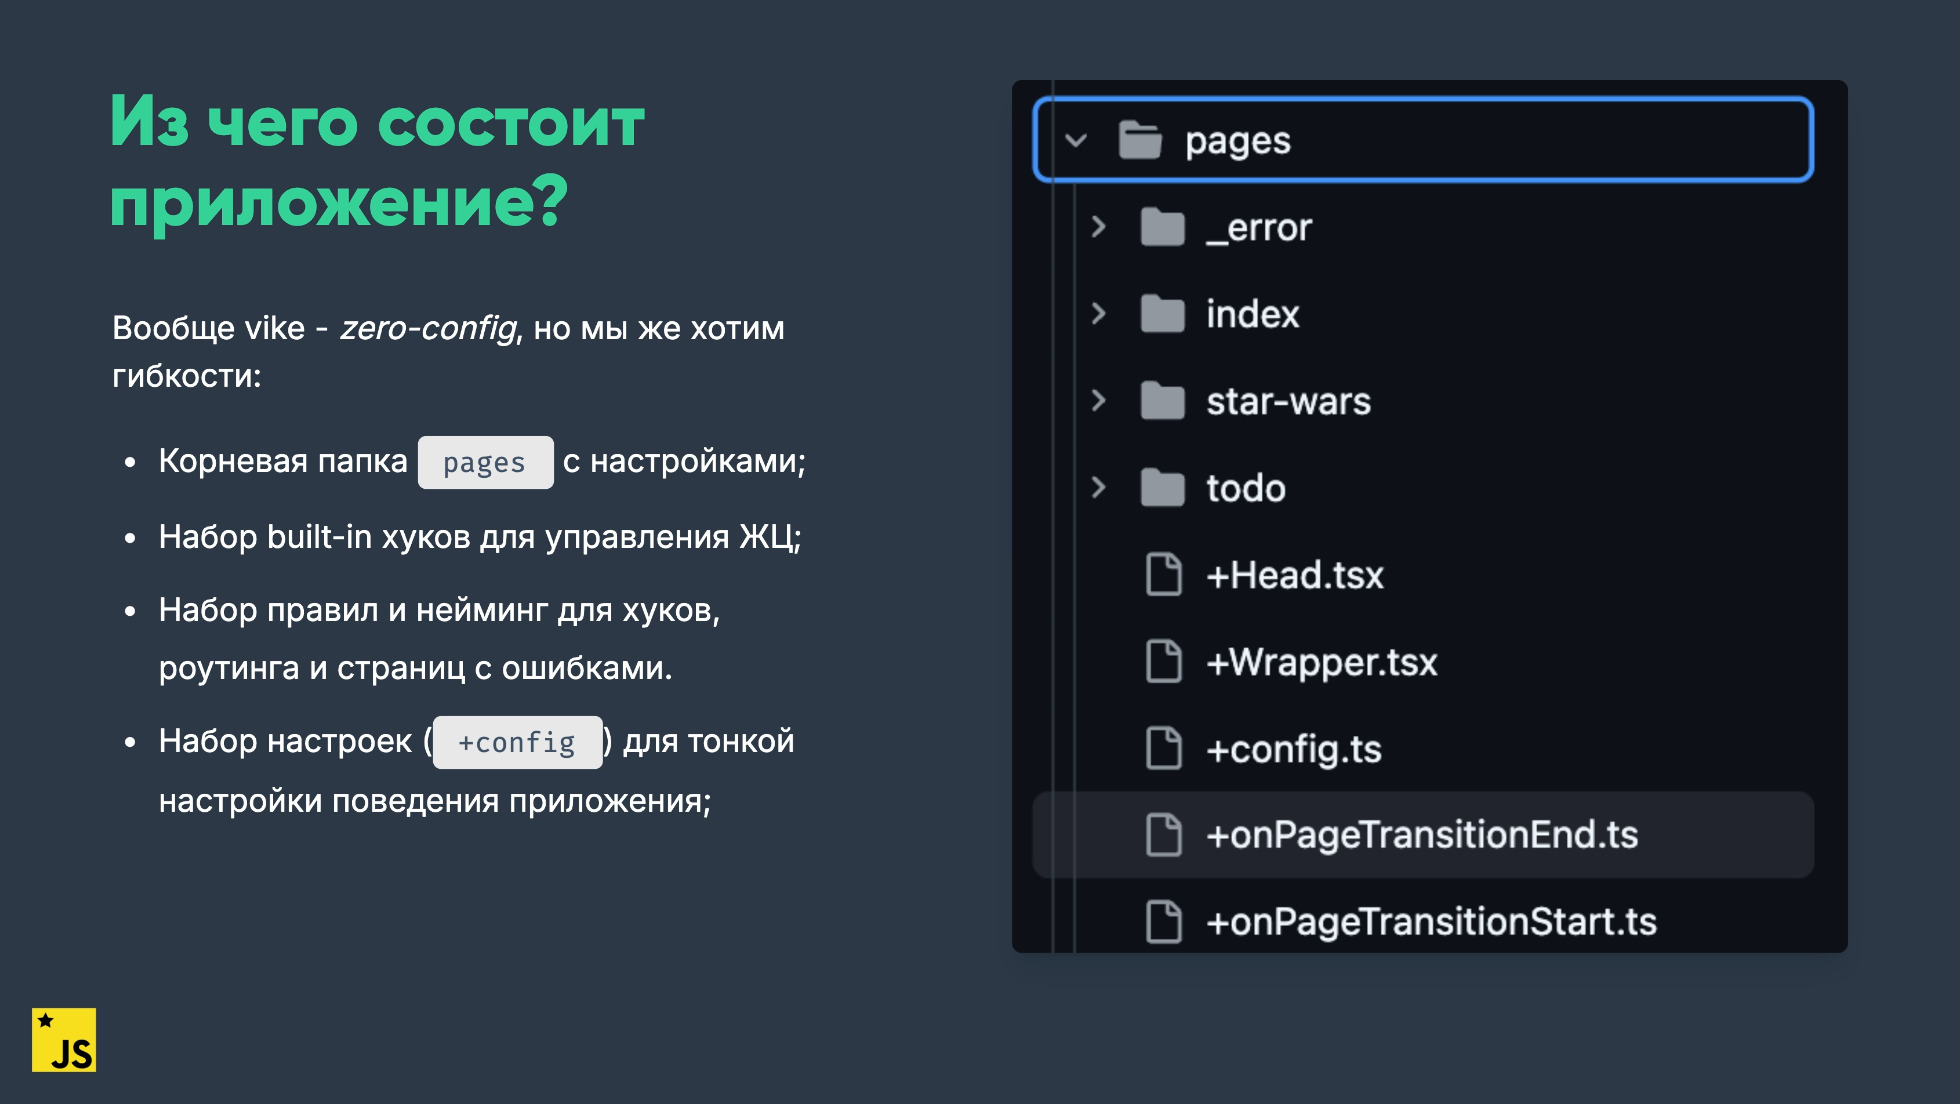 Из чего состоит
приложение?
Вообще vike - zero-config, но мы же хотим
гибкости:
• Корневая папка pages с настройками;
• Набор built-in хуков для управления ЖЦ;
• Набор правил и нейминг для хуков,
роутинга и страниц с ошибками.
• Набор настроек ( +config ) для тонкой
настройки поведения приложения;
pages
_error
index
star-wars
todo
+Head.tsx
+Wrapper.tsx
+config.ts
+onPageTransitionEnd.ts
+onPageTransitionStart.ts
JS